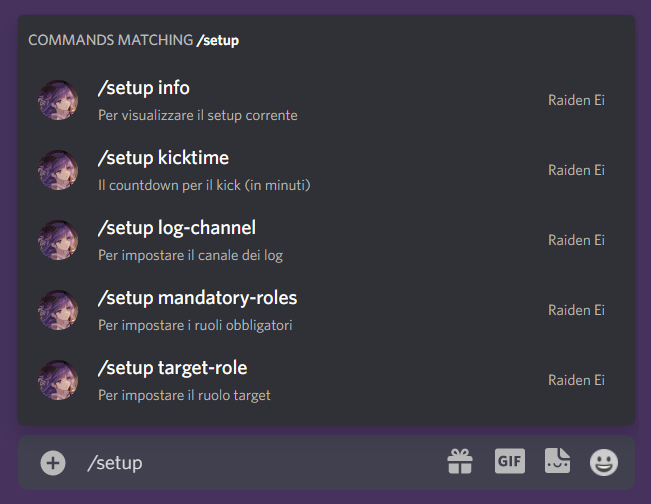 COMMANDS MATCHING /setup
/setup info
Per visualizzare il setup corrente
Raiden Ei
/setup kicktime
Il countdown per il kick (in minuti)
Raiden Ei
/setup log-channel
Per impostare il canale dei log
Raiden Ei
/setup mandatory-roles
Per impostare i ruoli obbligatori
Raiden Ei
/setup target-role
Per impostare il ruolo target
Raiden Ei
/setup
GIF